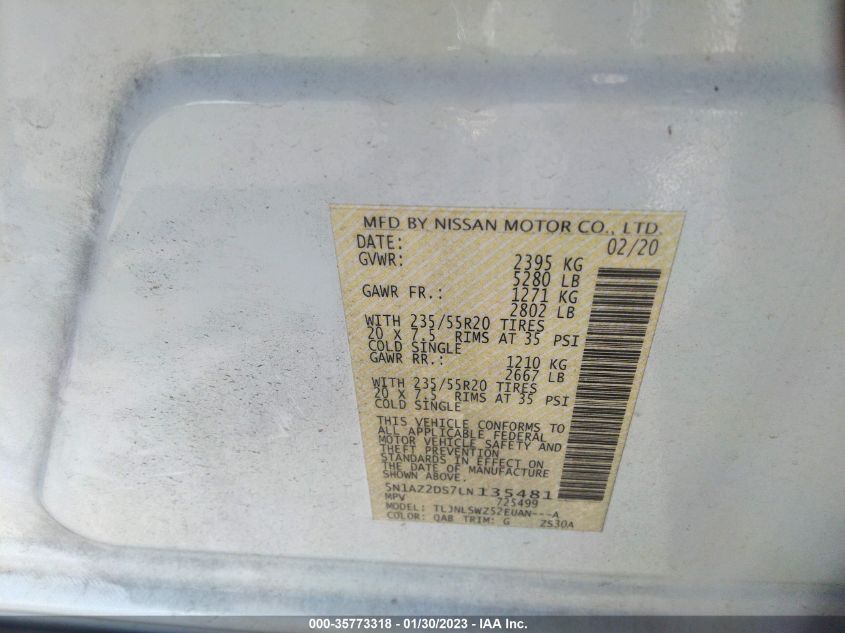 MFD BY NISSAN MOTOR CO., LTD.
DATE: 02/20
GVWR: 2395 KG
5280 LB
GAWR FR.: 1271 KG
2802 LB
WITH 235/55R20 TIRES
20 X 7.5 RIMS AT 35 PSI
COLD SINGLE
GAWR RR.: 1210 KG
2667 LB
WITH 235/55R20 TIRES
20 X 7.5 RIMS AT 35 PSI
COLD SINGLE
THIS VEHICLE CONFORMS TO
ALL APPLICABLE FEDERAL
MOTOR VEHICLE SAFETY AND
THEFT PREVENTION
STANDARDS IN EFFECT ON
THE DATE OF MANUFACTURE
SHOWN ABOVE.
5N1AZ2DS7LN135481
MPV 725499
MODEL: TLJNLSWZ52EUAN---A
COLOR: QAB TRIM: G 2S30A
000-35773318 - 01/30/2023 - IAA Inc.